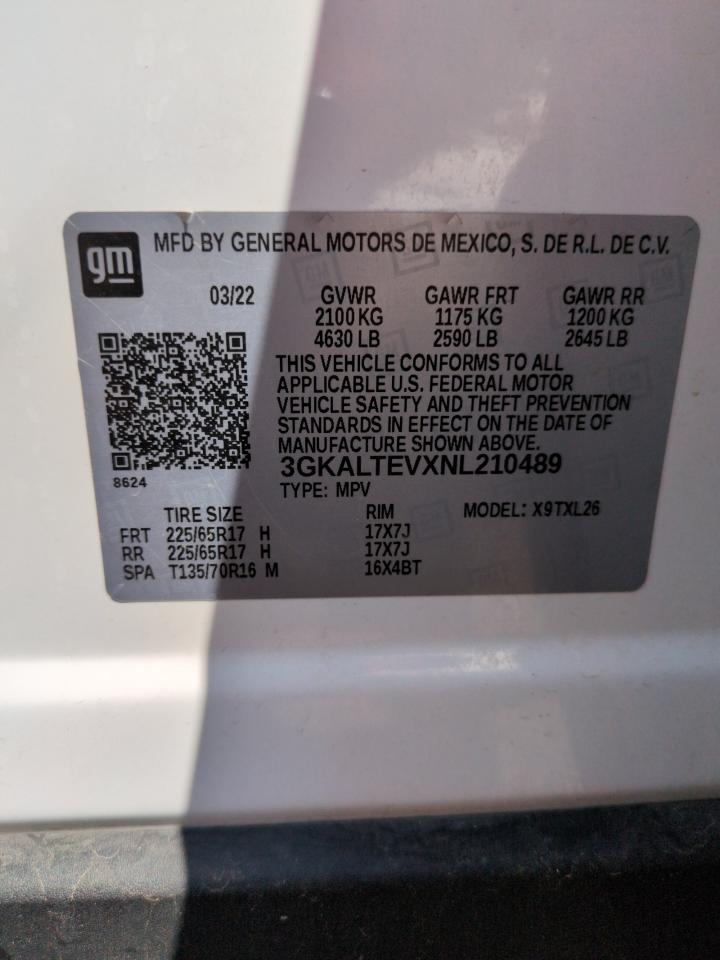 gm
MFD BY GENERAL MOTORS DE MEXICO, S. DE R.L. DE C.V.
03/22 GVWR GAWR FRT GAWR RR
2100 KG 1175 KG 1200 KG
4630 LB 2590 LB 2645 LB
THIS VEHICLE CONFORMS TO ALL
APPLICABLE U.S. FEDERAL MOTOR
VEHICLE SAFETY AND THEFT PREVENTION
STANDARDS IN EFFECT ON THE DATE OF
MANUFACTURE SHOWN ABOVE.
8624
3GKALTEVXNL210489
TYPE: MPV
TIRE SIZE RIM MODEL: X9TXL26
FRT 225/65R17 H 17X7J
RR 225/65R17 H 17X7J
SPA T135/70R16 M 16X4BT